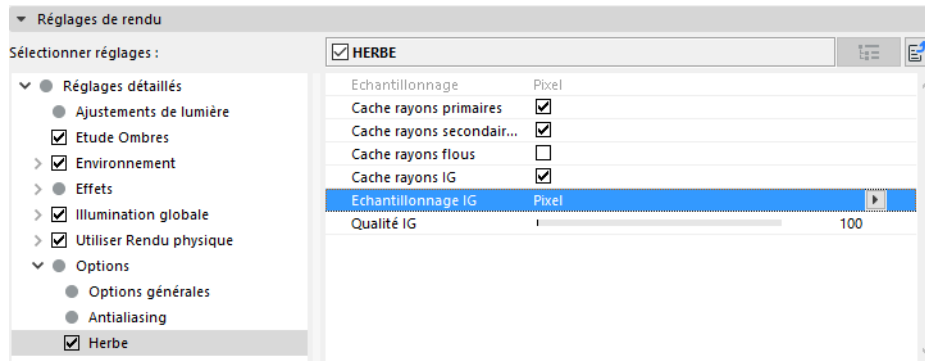 Réglages de rendu
Sélectionner réglages :
HERBE
Réglages détaillés
Ajustements de lumière
Etude Ombres
Environnement
Effets
Illumination globale
Utiliser Rendu physique
Options
Options générales
Antialiasing
Herbe
Echantillonnage Pixel
Cache rayons primaires
Cache rayons secondair...
Cache rayons flous
Cache rayons IG
Echantillonnage IG Pixel
Qualité IG 100